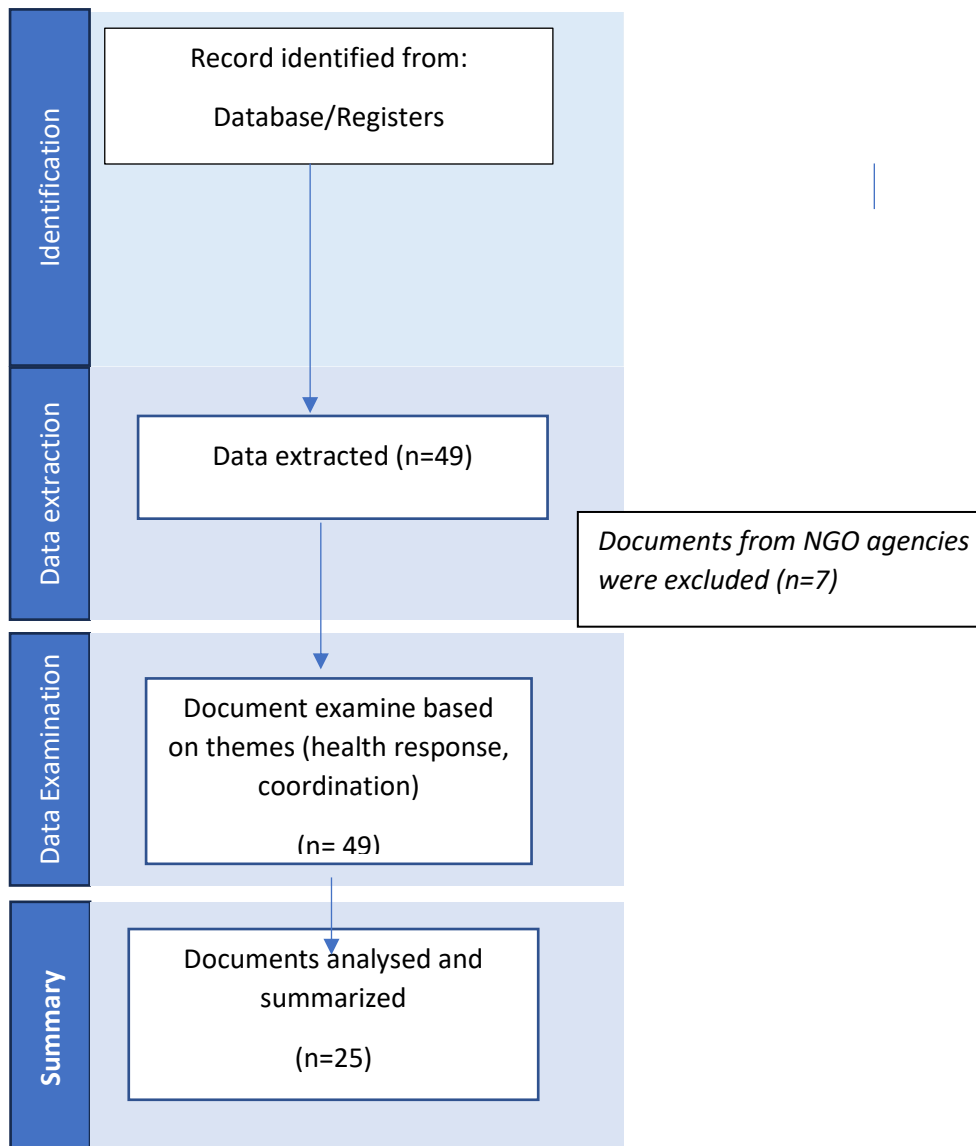 Identification
Record identified from:
Database/Registers
Data extraction
Data extracted (n=49)
Documents from NGO agencies
were excluded (n=7)
Data Examination
Document examine based
on themes (health response,
coordination)
(n= 49)
Summary
Documents analysed and
summarized
(n=25)